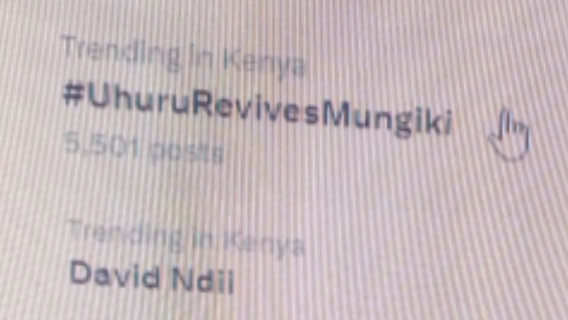 Trending in Kenya
#UhuruRevivesMungiki
5,501 posts
Trending in Kenya
David Ndii